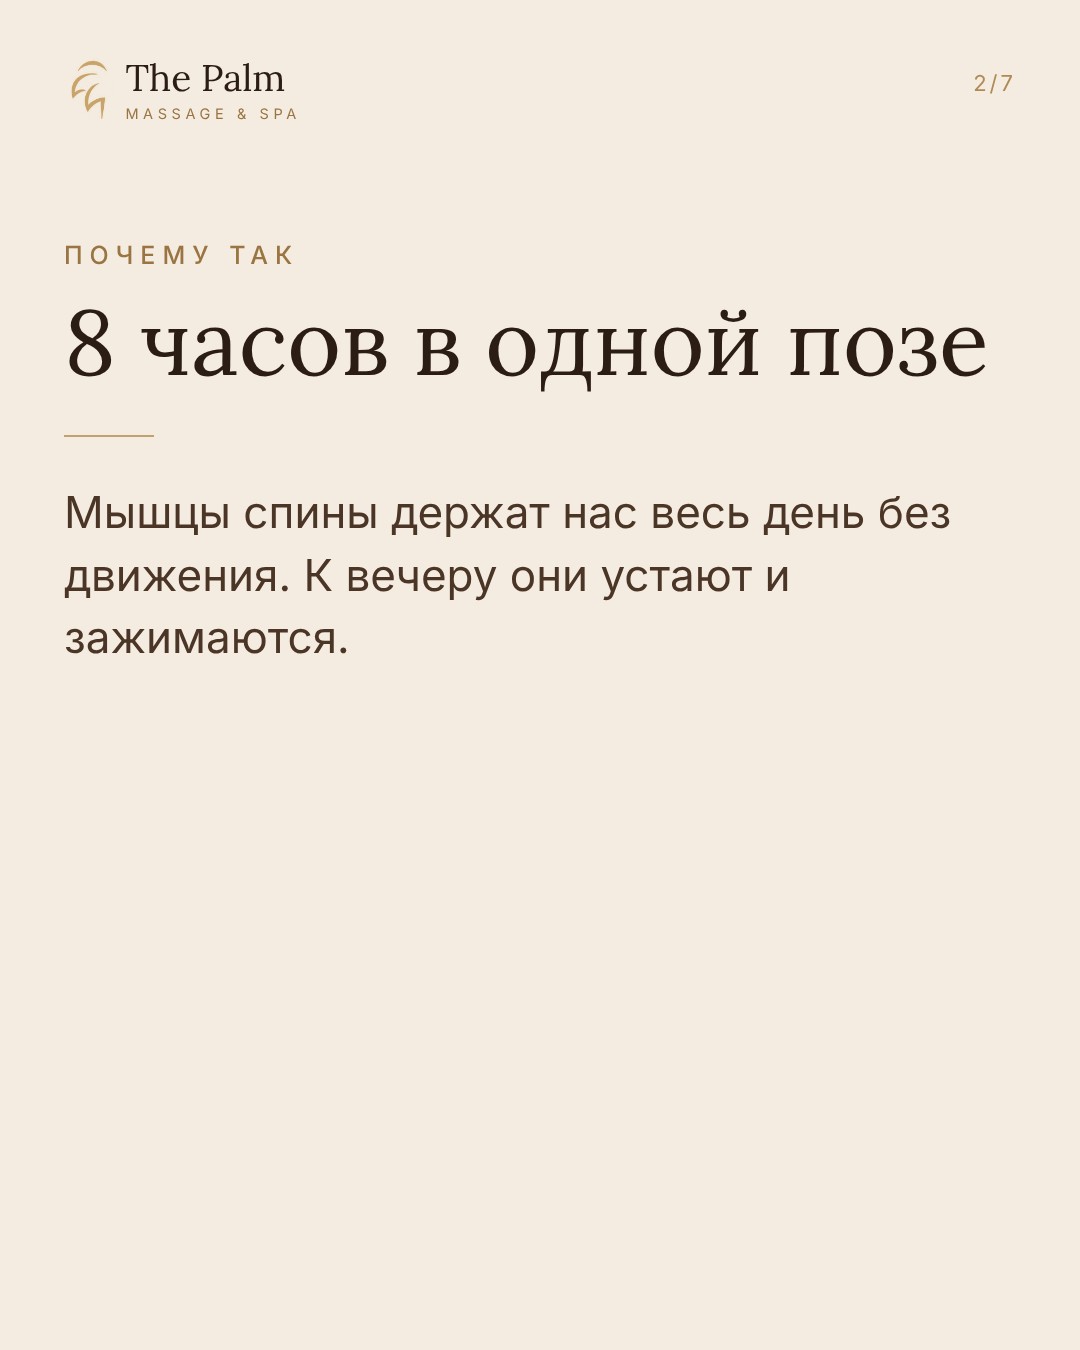 The Palm
MASSAGE & SPA
2/7
ПОЧЕМУ ТАК
8 часов в одной позе
Мышцы спины держат нас весь день без
движения. К вечеру они устают и
зажимаются.